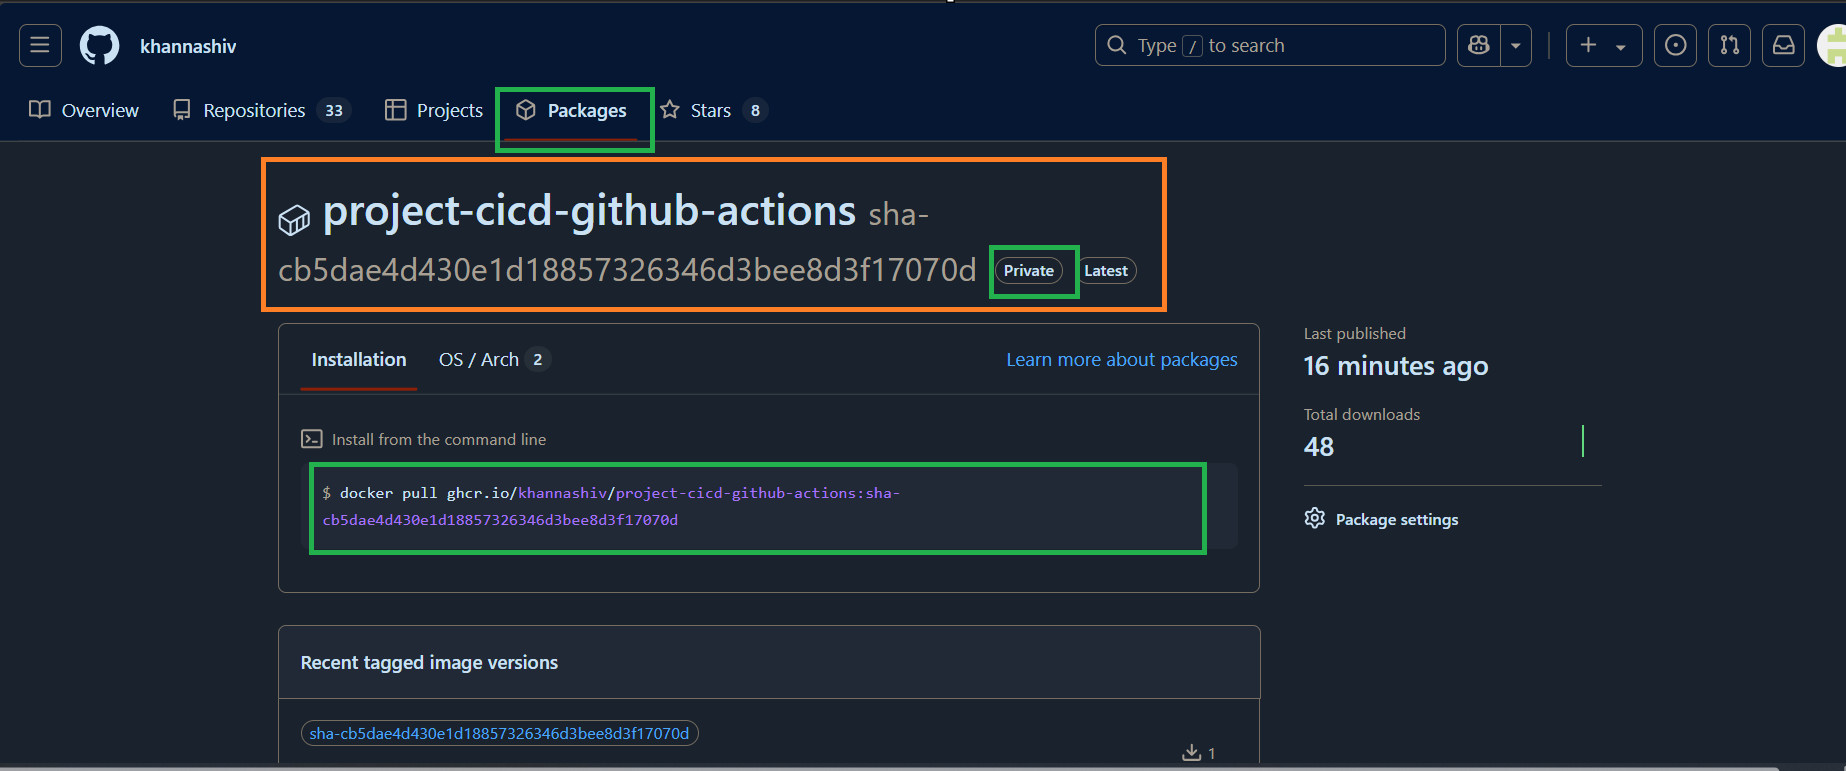 khannashiv
Type / to search
Overview
Repositories 33
Projects
Packages
Stars 8
project-cicd-github-actions sha-
cb5dae4d430e1d18857326346d3bee8d3f17070d Private Latest
Installation
OS / Arch 2
Learn more about packages
Install from the command line
$ docker pull ghcr.io/khannashiv/project-cicd-github-actions:sha-
cb5dae4d430e1d18857326346d3bee8d3f17070d
Last published
16 minutes ago
Total downloads
48
Package settings
Recent tagged image versions
sha-cb5dae4d430e1d18857326346d3bee8d3f17070d
1